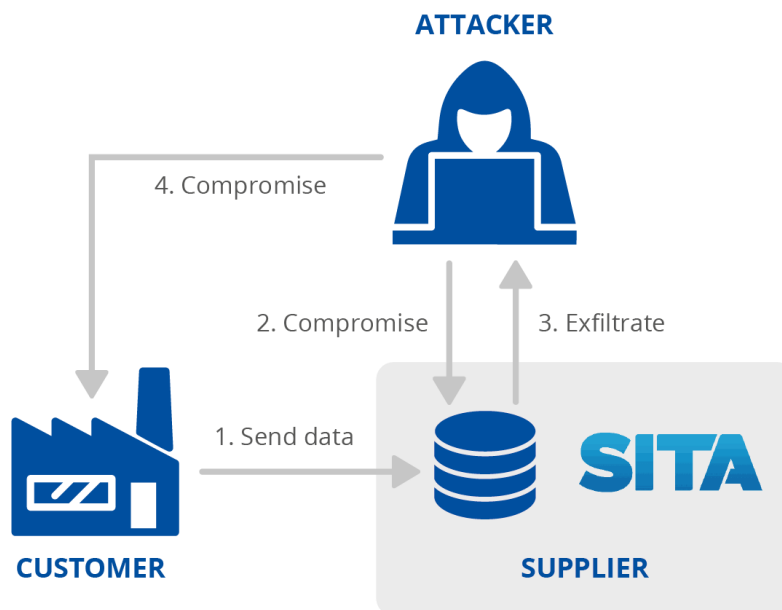 ATTACKER
4. Compromise
2. Compromise
3. Exfiltrate
1. Send data
SITA
CUSTOMER
SUPPLIER